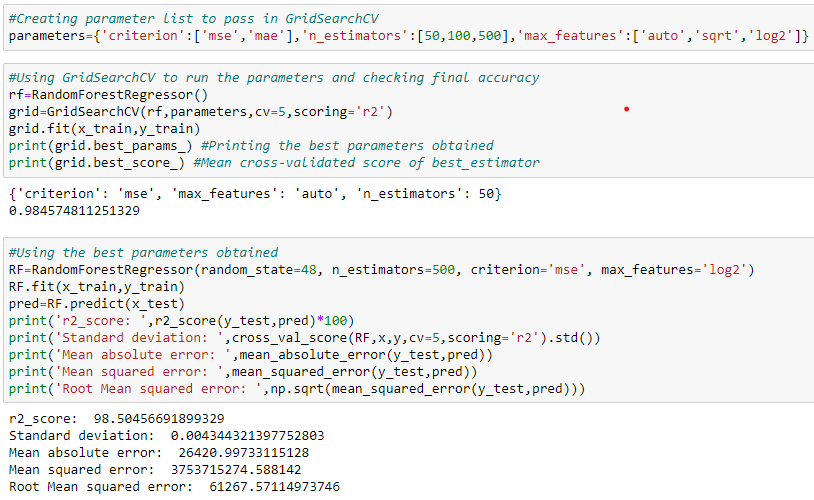 #Creating parameter list to pass in GridSearchCV
parameters={'criterion':['mse','mae'],'n_estimators':[50,100,500],'max_features':['auto','sqrt','log2']}
#Using GridSearchCV to run the parameters and checking final accuracy
rf=RandomForestRegressor()
grid=GridSearchCV(rf,parameters,cv=5,scoring='r2')
grid.fit(x_train,y_train)
print(grid.best_params_) #Printing the best parameters obtained
print(grid.best_score_) #Mean cross-validated score of best_estimator
{'criterion': 'mse', 'max_features': 'auto', 'n_estimators': 50}
0.984574811251329
#Using the best parameters obtained
RF=RandomForestRegressor(random_state=48, n_estimators=500, criterion='mse', max_features='log2')
RF.fit(x_train,y_train)
pred=RF.predict(x_test)
print('r2_score: ',r2_score(y_test,pred)*100)
print('Standard deviation: ',cross_val_score(RF,x,y,cv=5,scoring='r2').std())
print('Mean absolute error: ',mean_absolute_error(y_test,pred))
print('Mean squared error: ',mean_squared_error(y_test,pred))
print('Root Mean squared error: ',np.sqrt(mean_squared_error(y_test,pred)))
r2_score:  98.50456691899329
Standard deviation:  0.004344321397752803
Mean absolute error:  26420.99733115128
Mean squared error:  3753715274.588142
Root Mean squared error:  61267.57114973746